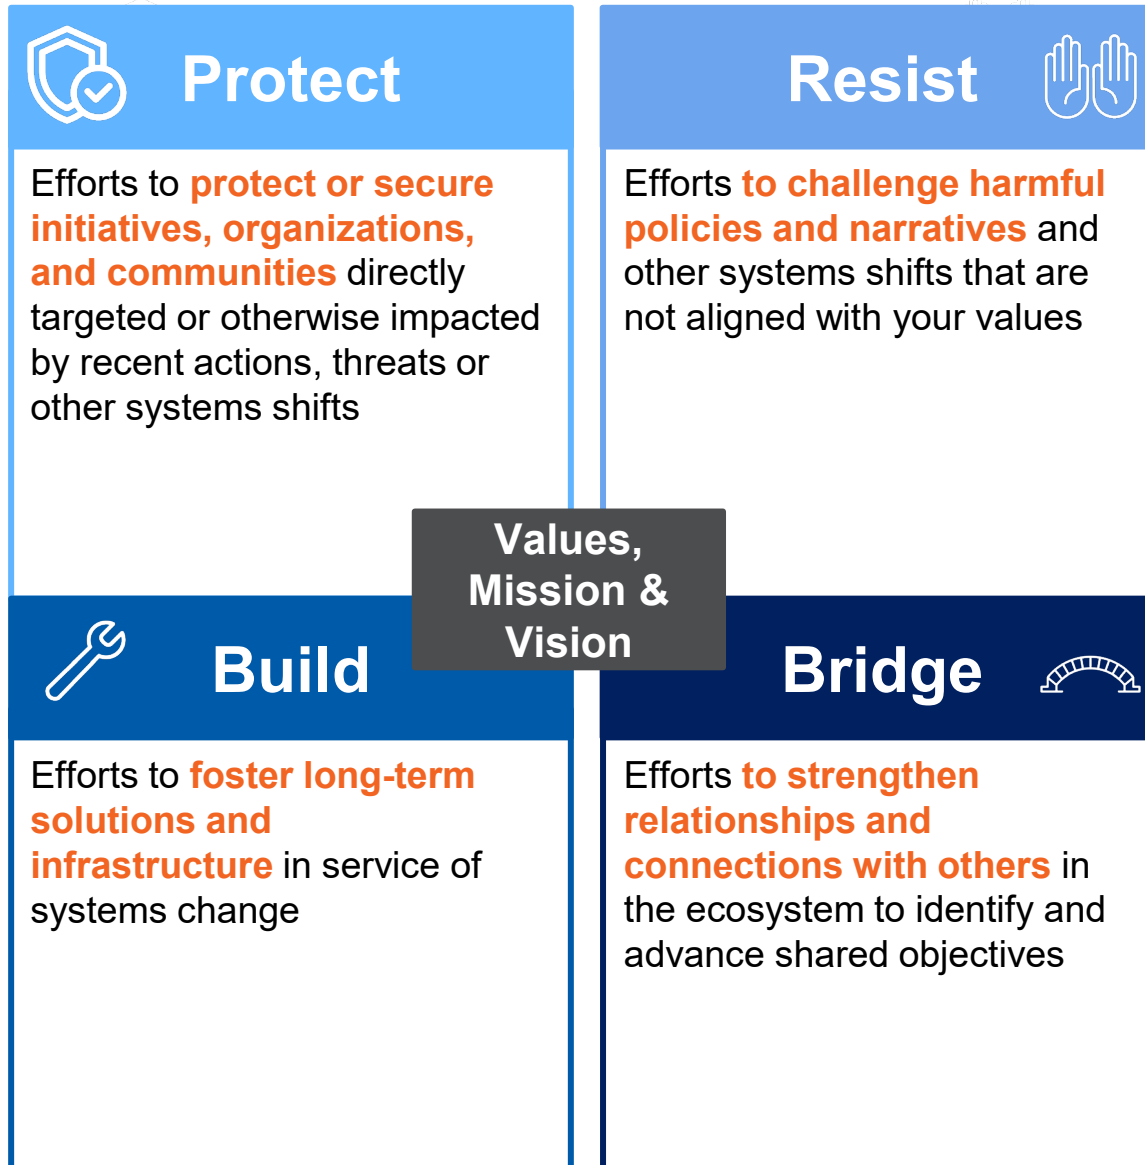 Protect
Efforts to protect or secure
initiatives, organizations,
and communities directly
targeted or otherwise impacted
by recent actions, threats or
other systems shifts
Resist
Efforts to challenge harmful
policies and narratives and
other systems shifts that are
not aligned with your values
Values,
Mission &
Vision
Build
Efforts to foster long-term
solutions and
infrastructure in service of
systems change
Bridge
Efforts to strengthen
relationships and
connections with others in
the ecosystem to identify and
advance shared objectives